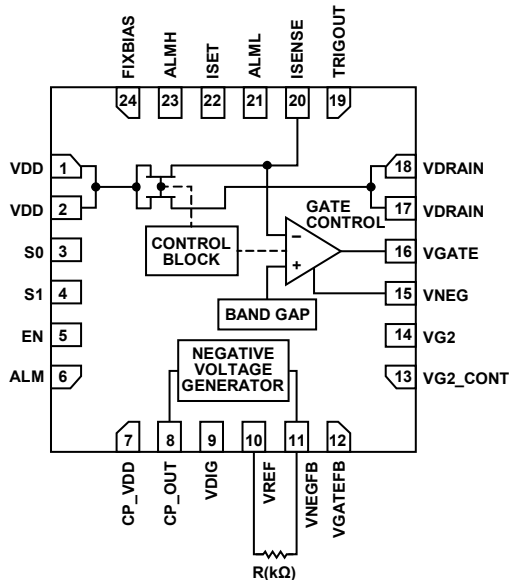 FIXBIAS
ALMH
ISET
ALML
ISENSE
TRIGOUT
24
23
22
21
20
19
VDD
1
18
VDRAIN
VDD
2
17
VDRAIN
S0
3
16
VGATE
S1
4
15
VNEG
EN
5
14
VG2
ALM
6
13
VG2_CONT
GATE
CONTROL
CONTROL
BLOCK
–
+
BAND GAP
NEGATIVE
VOLTAGE
GENERATOR
7
8
9
10
11
12
CP_VDD
CP_OUT
VDIG
VREF
VNEGFB
VGATEFB
R(kΩ)